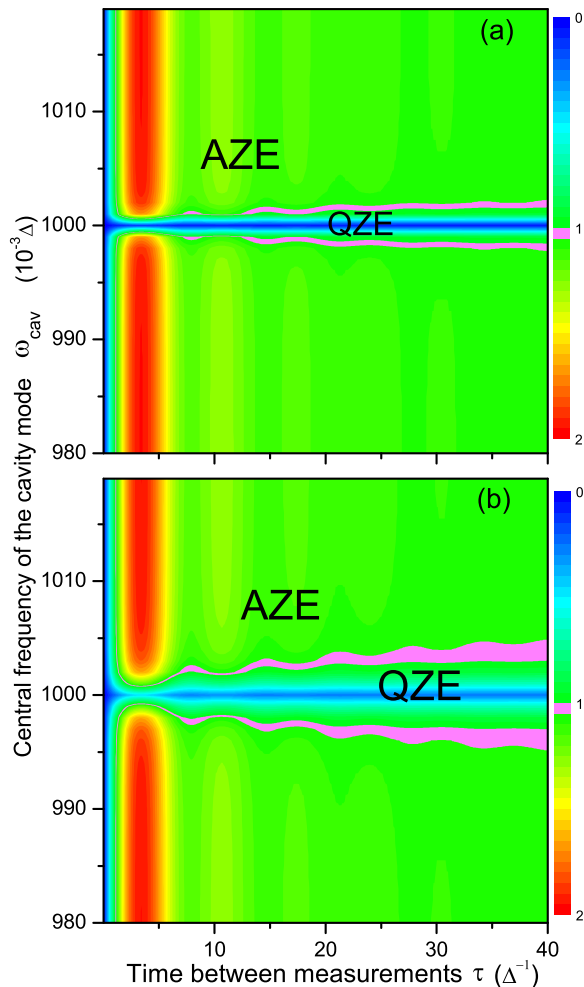 Central frequency of the cavity mode ω_cav (10⁻³Δ)
(a)
1010
1000
990
980
AZE
QZE
0
1
2
(b)
1010
1000
990
980
AZE
QZE
0
1
2
10 20 30 40
Time between measurements τ (Δ⁻¹)